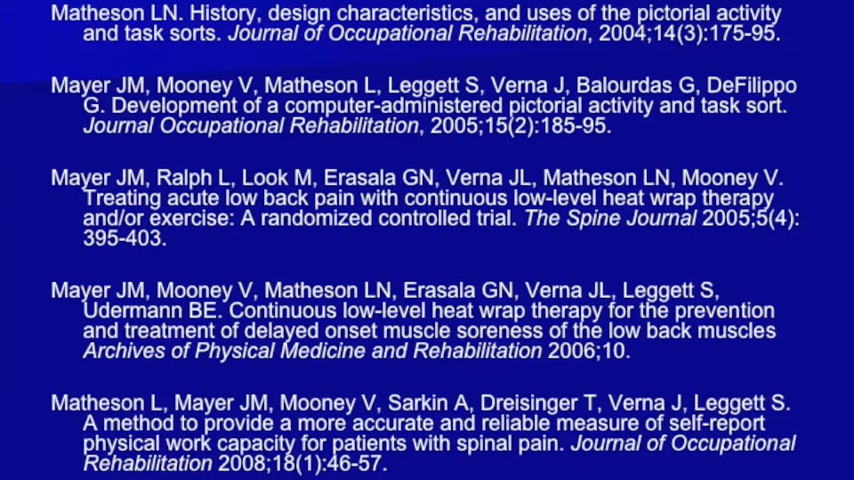 Matheson LN. History, design characteristics, and uses of the pictorial activity
and task sorts. Journal of Occupational Rehabilitation, 2004;14(3):175-95.
Mayer JM, Mooney V, Matheson L, Leggett S, Verna J, Balourdas G, DeFilippo
G. Development of a computer-administered pictorial activity and task sort.
Journal Occupational Rehabilitation, 2005;15(2):185-95.
Mayer JM, Ralph L, Look M, Erasala GN, Verna JL, Matheson LN, Mooney V.
Treating acute low back pain with continuous low-level heat wrap therapy
and/or exercise: A randomized controlled trial. The Spine Journal 2005;5(4):
395-403.
Mayer JM, Mooney V, Matheson LN, Erasala GN, Verna JL, Leggett S,
Udermann BE. Continuous low-level heat wrap therapy for the prevention
and treatment of delayed onset muscle soreness of the low back muscles
Archives of Physical Medicine and Rehabilitation 2006;10.
Matheson L, Mayer JM, Mooney V, Sarkin A, Dreisinger T, Verna J, Leggett S.
A method to provide a more accurate and reliable measure of self-report
physical work capacity for patients with spinal pain. Journal of Occupational
Rehabilitation 2008;18(1):46-57.